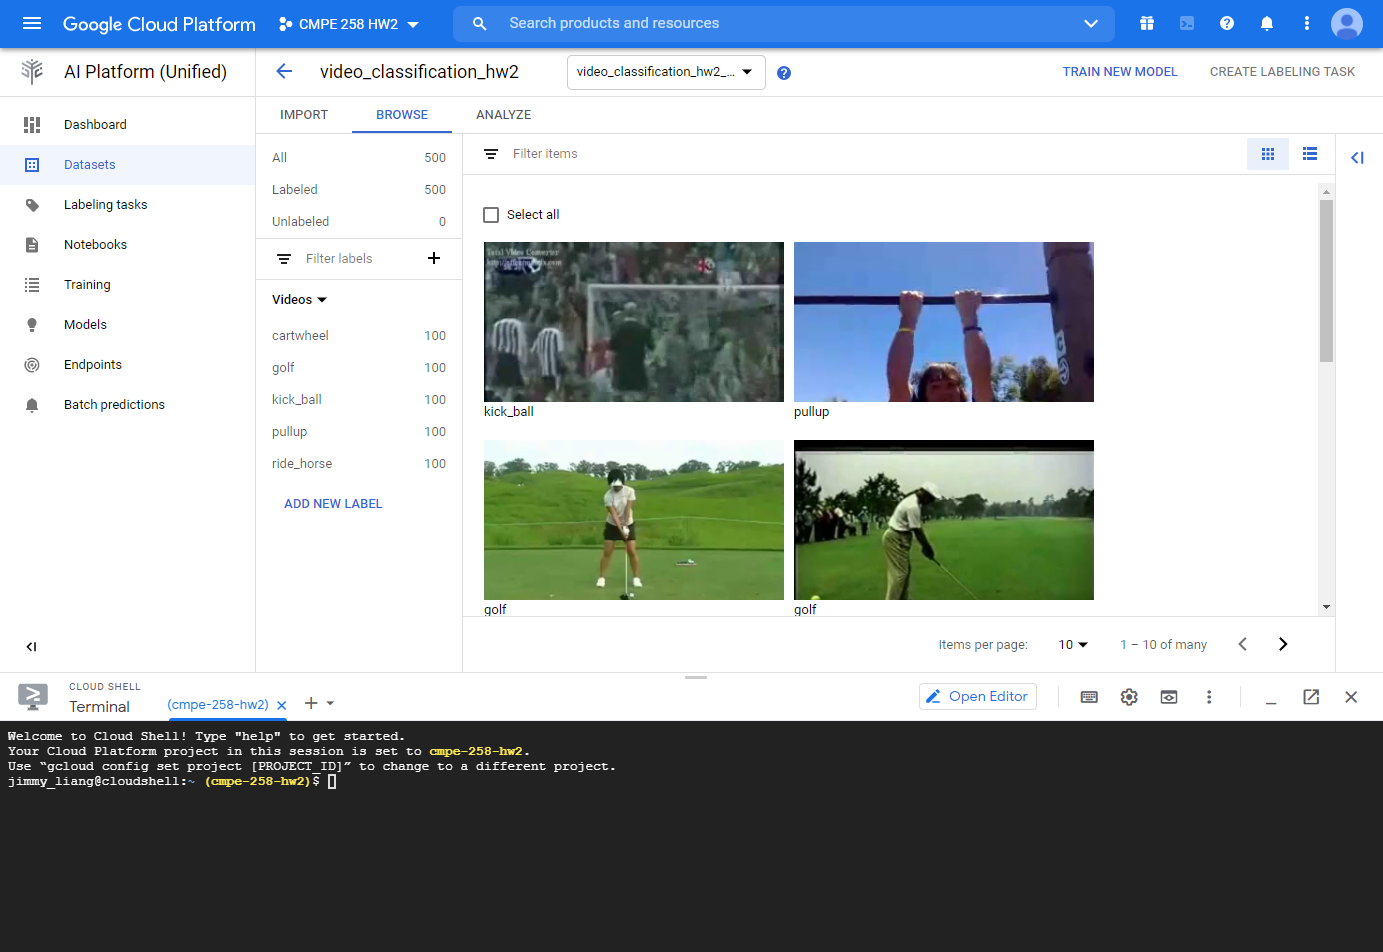 Google Cloud Platform
CMPE 258 HW2
Search products and resources
AI Platform (Unified)
video_classification_hw2
video_classification_hw2_...
TRAIN NEW MODEL
CREATE LABELING TASK
Dashboard
Datasets
Labeling tasks
Notebooks
Training
Models
Endpoints
Batch predictions
IMPORT
BROWSE
ANALYZE
All 500
Labeled 500
Unlabeled 0
Filter labels
Videos
cartwheel 100
golf 100
kick_ball 100
pullup 100
ride_horse 100
ADD NEW LABEL
Filter items
Select all
Total Video Converter
kick_ball
pullup
golf
golf
Items per page: 10 1 – 10 of many
CLOUD SHELL
Terminal
(cmpe-258-hw2)
Open Editor
Welcome to Cloud Shell! Type "help" to get started.
Your Cloud Platform project in this session is set to cmpe-258-hw2.
Use “gcloud config set project [PROJECT_ID]” to change to a different project.
jimmy_liang@cloudshell:~ (cmpe-258-hw2)$